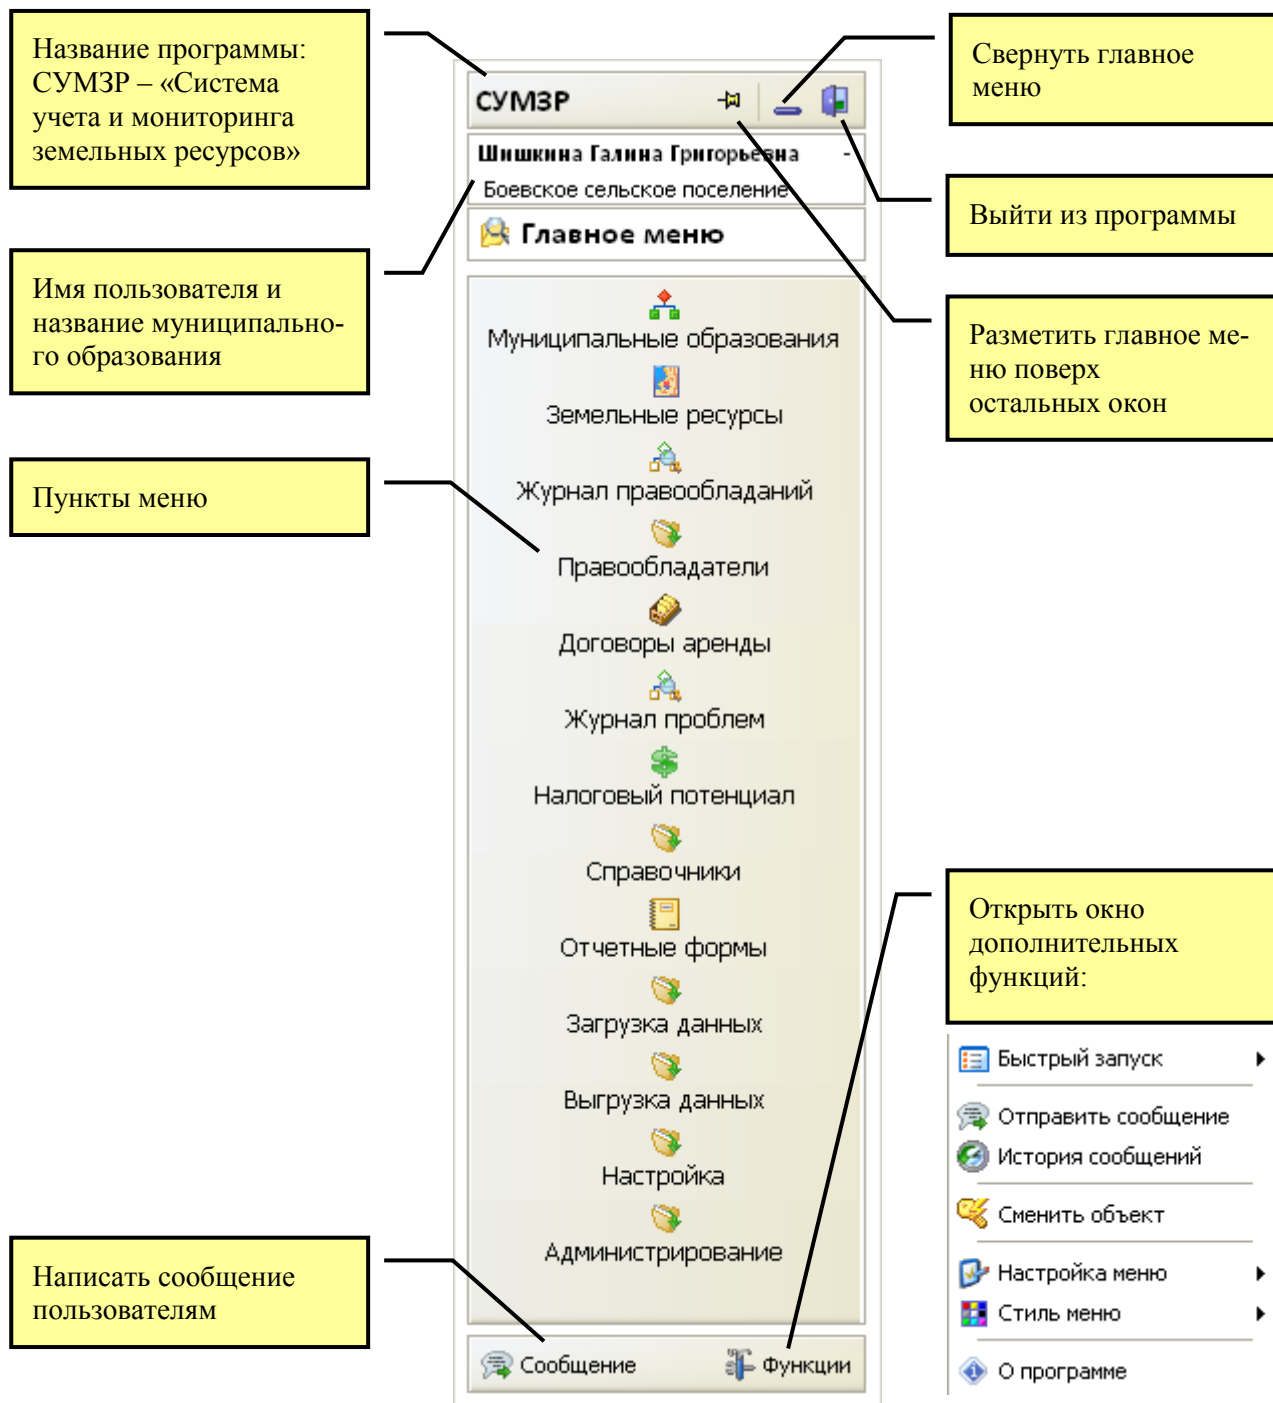 Название программы:
СУМЗР – «Система
учета и мониторинга
земельных ресурсов»
Имя пользователя и
название муниципально-
го образования
Пункты меню
Написать сообщение
пользователям
СУМЗР
Шишкина Галина Григорьевна -
Боевское сельское поселение
Главное меню
Муниципальные образования
Земельные ресурсы
Журнал правообладаний
Правообладатели
Договоры аренды
Журнал проблем
Налоговый потенциал
Справочники
Отчетные формы
Загрузка данных
Выгрузка данных
Настройка
Администрирование
Сообщение
Функции
Свернуть главное
меню
Выйти из программы
Разметить главное ме-
ню поверх
остальных окон
Открыть окно
дополнительных
функций:
Быстрый запуск
Отправить сообщение
История сообщений
Сменить объект
Настройка меню
Стиль меню
О программе